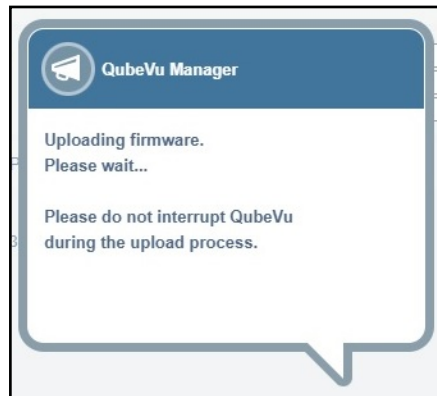 QubeVu Manager
Uploading firmware.
Please wait...
Please do not interrupt QubeVu
during the upload process.